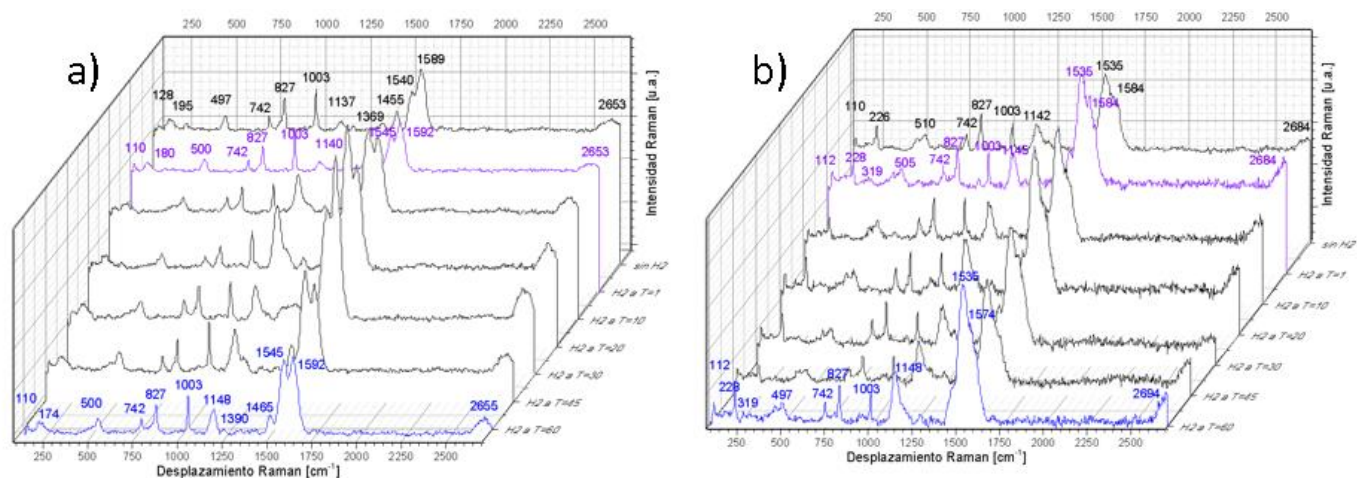 a)
250 500 750 1000 1250 1500 1750 2000 2250 2500
128 195 497 742 827 1003 1137 1369 1455 1540 1589 2653
110 180 500 742 827 1003 1140 1545 1592 2653
110 174 500 742 827 1003 1148 1390 1465 1545 1592 2655
250 500 750 1000 1250 1500 1750 2000 2250 2500
Desplazamiento Raman [cm⁻¹]
Intensidad Raman [u.a.]
sin H2
H2 a T=1
H2 a T=10
H2 a T=20
H2 a T=30
H2 a T=45
H2 a T=60
b)
250 500 750 1000 1250 1500 1750 2000 2250 2500
110 226 510 742 827 1003 1142 1535 1584 2684
112 228 319 505 742 827 1003 1145 1535 1584 2684
112 228 319 497 742 827 1003 1148 1535 1574 2694
250 500 750 1000 1250 1500 1750 2000 2250 2500
Desplazamiento Raman [cm⁻¹]
Intensidad Raman [u.a.]
sin H2
H2 a T=1
H2 a T=10
H2 a T=20
H2 a T=30
H2 a T=45
H2 a T=60